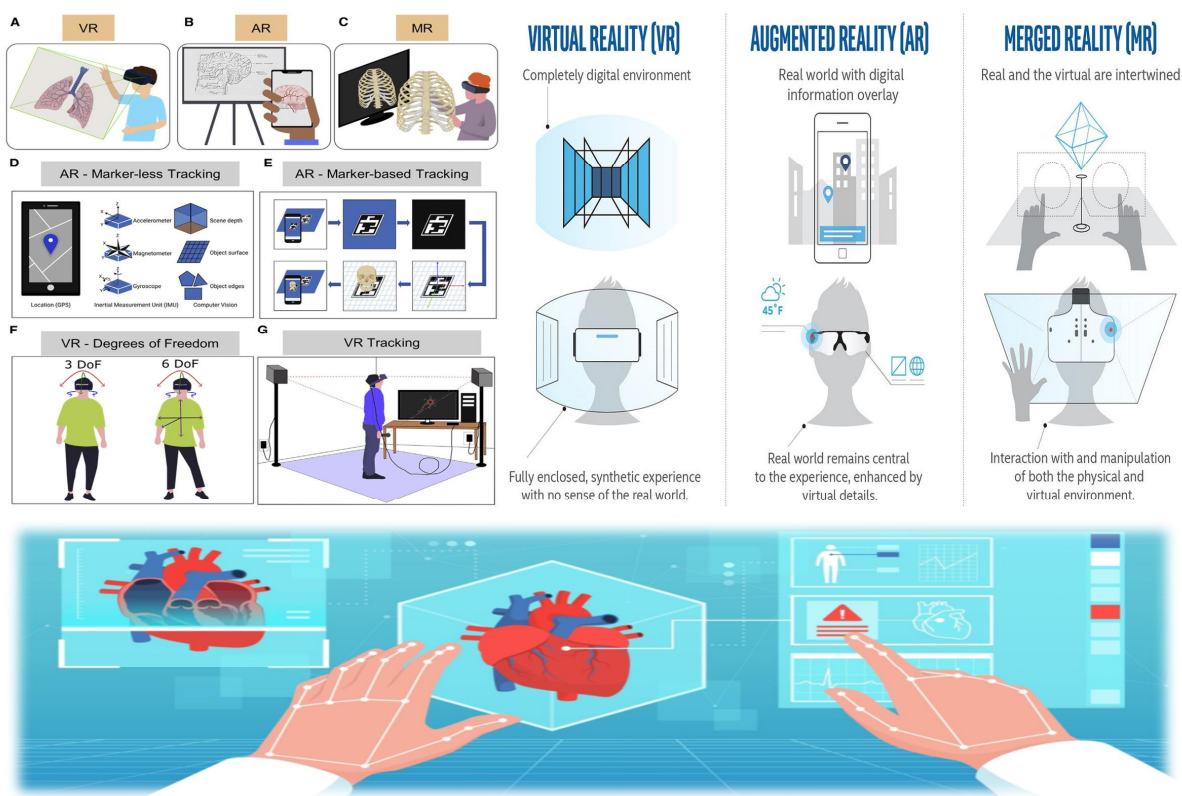 A
VR
B
AR
C
MR
D
AR - Marker-less Tracking
Accelerometer
Magnetometer
Gyroscope
Scene depth
Object surface
Object edges
Location (GPS)
Inertial Measurement Unit (IMU)
Computer Vision
E
AR - Marker-based Tracking
F
VR - Degrees of Freedom
3 DoF
6 DoF
G
VR Tracking
VIRTUAL REALITY (VR)
Completely digital environment
Fully enclosed, synthetic experience
with no sense of the real world.
AUGMENTED REALITY (AR)
Real world with digital
information overlay
45°F
Real world remains central
to the experience, enhanced by
virtual details.
MERGED REALITY (MR)
Real and the virtual are intertwined
Interaction with and manipulation
of both the physical and
virtual environment.